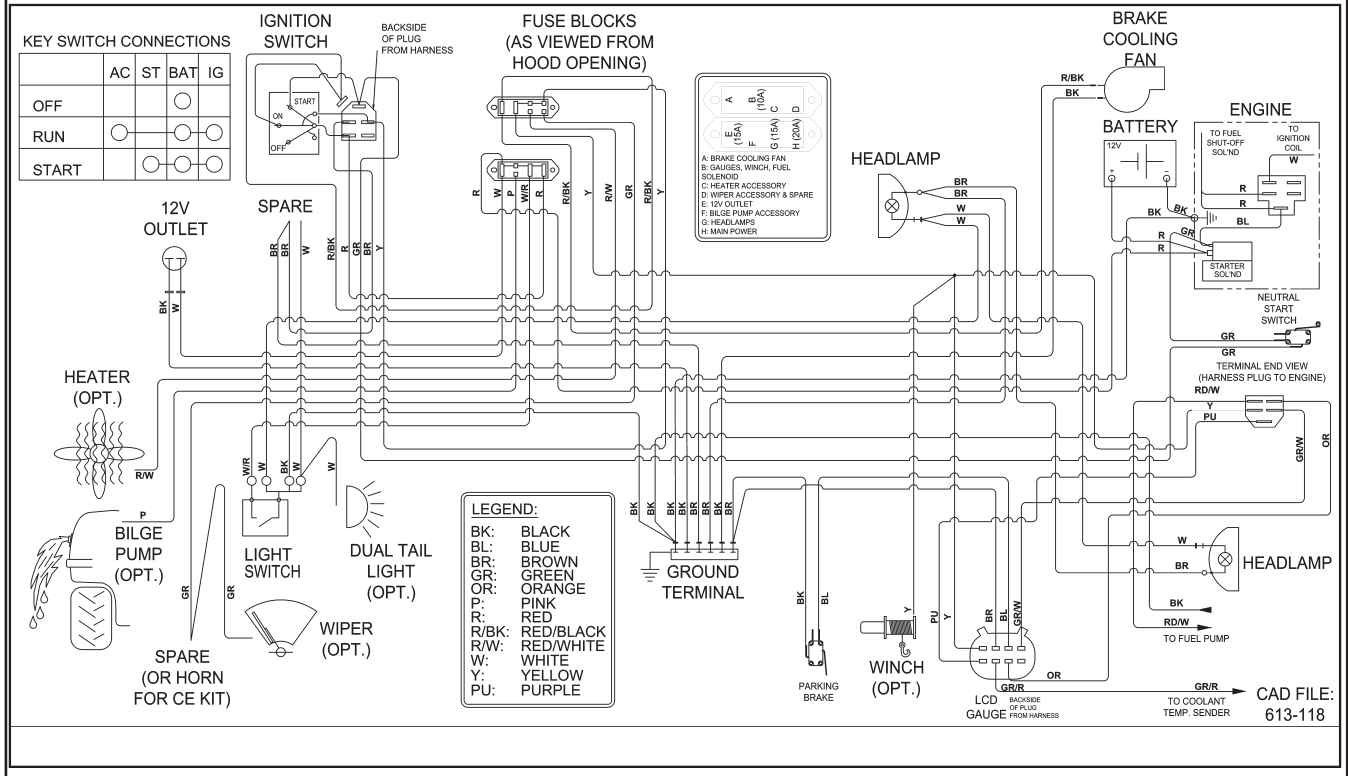 KEY SWITCH CONNECTIONS
AC ST BAT IG
OFF
RUN
START
IGNITION
SWITCH
BACKSIDE
OF PLUG
FROM HARNESS
START
ON
OFF
FUSE BLOCKS
(AS VIEWED FROM
HOOD OPENING)
A
B
(10A)
C
D
E
(15A)
F
G (15A)
H (20A)
A: BRAKE COOLING FAN
B: GAUGES, WINCH, FUEL
SOLENOID
C: HEATER ACCESSORY
D: WIPER ACCESSORY & SPARE
E: 12V OUTLET
F: BILGE PUMP ACCESSORY
G: HEADLAMPS
H: MAIN POWER
BRAKE
COOLING
FAN
R/BK
BK
BATTERY
12V
+
-
ENGINE
TO FUEL
SHUT-OFF
SOL'ND
TO
IGNITION
COIL
W
R
R
BL
BK
BK
GR
R
R
STARTER
SOL'ND
HEADLAMP
BR
BR
W
W
R
W
P
W/R
R
R/BK
Y
R/W
GR
R/BK
Y
12V
OUTLET
BK
W
SPARE
BR
BR
W
R/BK
R
GR
BR
Y
NEUTRAL
START
SWITCH
GR
GR
TERMINAL END VIEW
(HARNESS PLUG TO ENGINE)
RD/W
Y
PU
GR/W
OR
HEATER
(OPT.)
R/W
P
BILGE
PUMP
(OPT.)
W/R
W
BK
W
W
LIGHT
SWITCH
DUAL TAIL
LIGHT
(OPT.)
GR
GR
WIPER
(OPT.)
SPARE
(OR HORN
FOR CE KIT)
LEGEND:
BK: BLACK
BL: BLUE
BR: BROWN
GR: GREEN
OR: ORANGE
P: PINK
R: RED
R/BK: RED/BLACK
R/W: RED/WHITE
W: WHITE
Y: YELLOW
PU: PURPLE
BK
BK
BK
BK
BR
BR
BK
BR
GROUND
TERMINAL
BK
BL
PARKING
BRAKE
Y
WINCH
(OPT.)
PU
Y
BR
BL
GR/W
OR
GR/R
LCD
GAUGE
BACKSIDE
OF PLUG
FROM HARNESS
W
BR
HEADLAMP
BK
RD/W
TO FUEL PUMP
GR/R
TO COOLANT
TEMP. SENDER
CAD FILE:
613-118